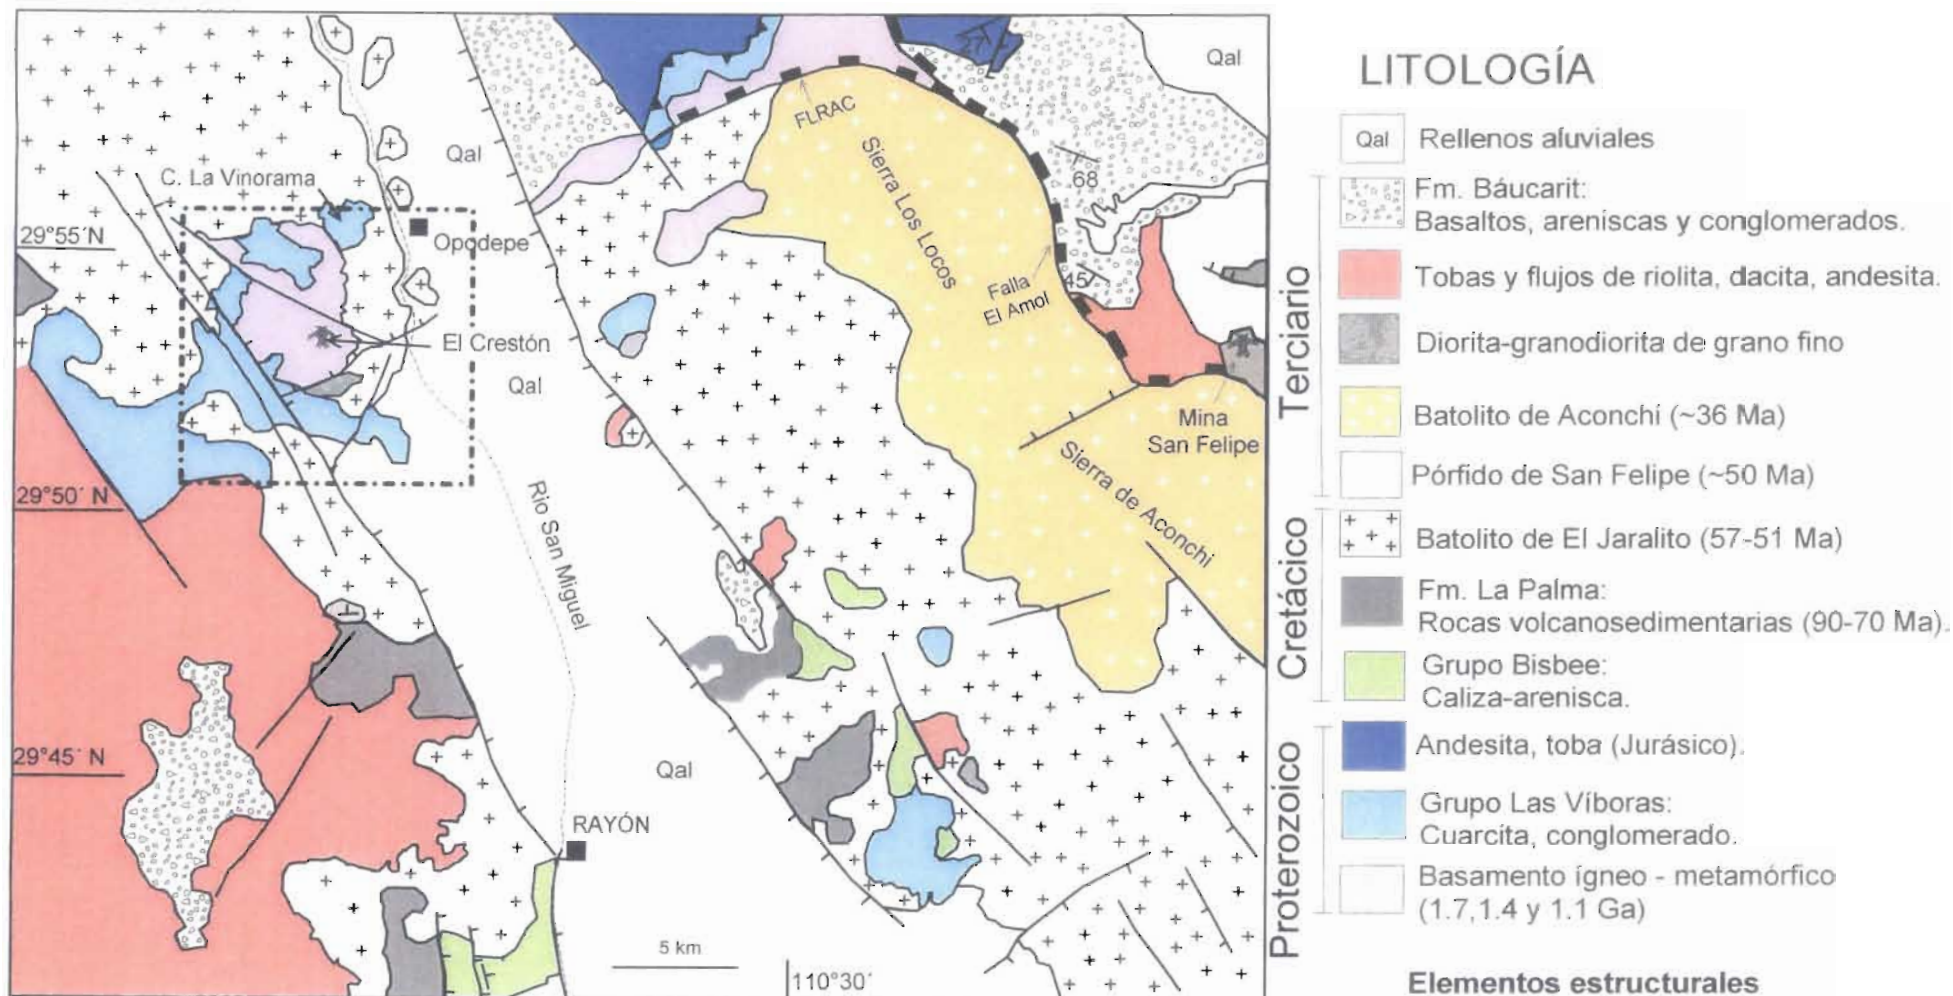 Qal
Qal
FLRAC
Sierra Los Locos
68
C. La Vinorama
29°55´N
Opodepe
Falla
El Amol
45
El Crestón
Qal
Mina
San Felipe
Sierra de Aconchi
29°50´ N
Rio San Miguel
29°45´ N
Qal
RAYÓN
5 km
110°30´
LITOLOGÍA
Qal Rellenos aluviales
Terciario
Fm. Báucarit:
Basaltos, areniscas y conglomerados.
Tobas y flujos de riolita, dacita, andesita.
Diorita-granodiorita de grano fino
Batolito de Aconchí (~36 Ma)
Pórfido de San Felipe (~50 Ma)
Cretácico
Batolito de El Jaralito (57-51 Ma)
Fm. La Palma:
Rocas volcanosedimentarias (90-70 Ma).
Grupo Bisbee:
Caliza-arenisca.
Proterozóico
Andesita, toba (Jurásico).
Grupo Las Víboras:
Cuarcíta, conglomerado.
Basamento ígneo - metamórfico
(1.7,1.4 y 1.1 Ga)
Elementos estructurales